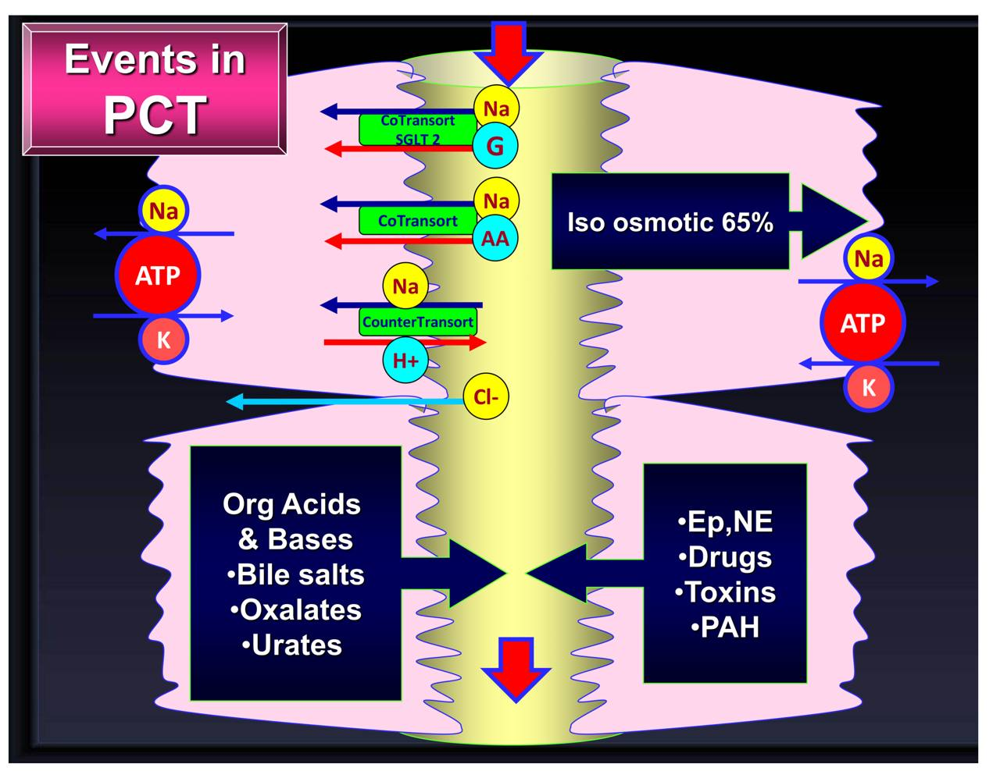 Events in
PCT
Na
CoTransort
SGLT 2
G
Na
CoTransort
AA
Na
CounterTransort
H+
Cl-
Na
ATP
K
Iso osmotic 65%
Na
ATP
K
Org Acids
& Bases
•Bile salts
•Oxalates
•Urates
•Ep,NE
•Drugs
•Toxins
•PAH